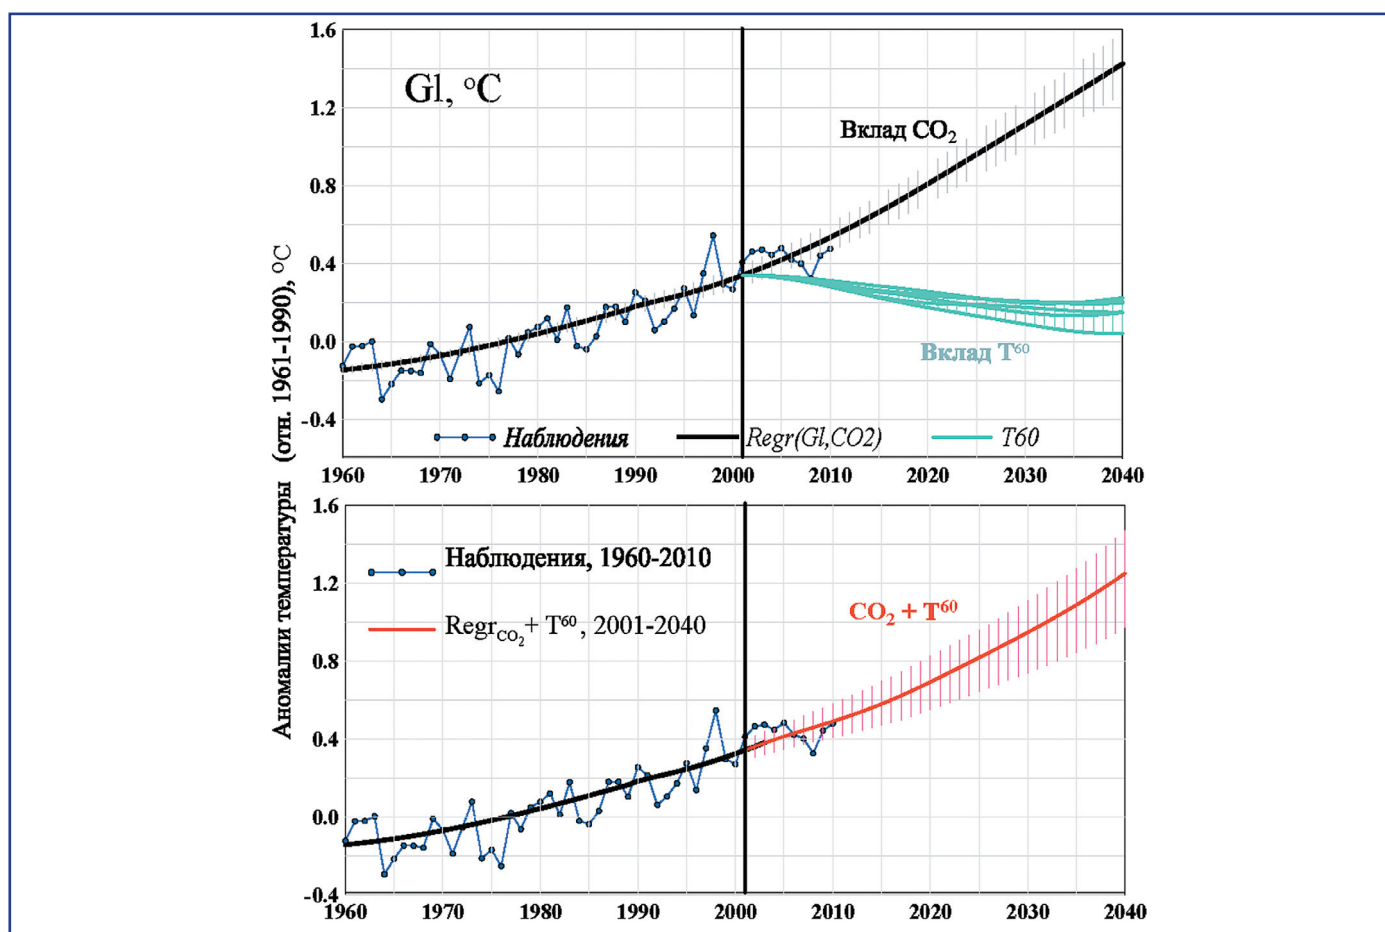 1.6
Gl, °C
1.2
Вклад CO₂
0.8
0.4
0.0
Вклад T⁶⁰
-0.4
Наблюдения
Regr(Gl,CO2)
T60
1960 1970 1980 1990 2000 2010 2020 2030 2040
Аномалии температуры (отн. 1961-1990), °C
1.6
Наблюдения, 1960-2010
1.2
CO₂ + T⁶⁰
Regr_CO₂+ T⁶⁰, 2001-2040
0.8
0.4
0.0
-0.4
1960 1970 1980 1990 2000 2010 2020 2030 2040